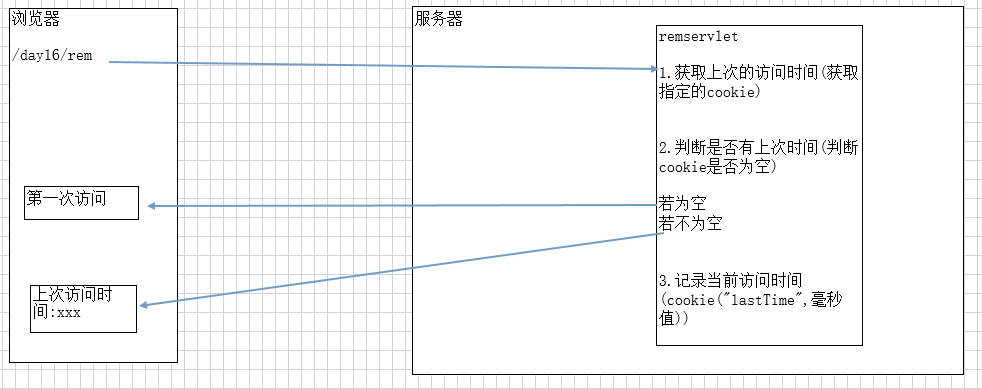 浏览器
/day16/rem
第一次访问
上次访问时
间:xxx
服务器
remservlet
1.获取上次的访问时间(获取
指定的cookie)
2.判断是否有上次时间(判断
cookie是否为空)
若为空
若不为空
3.记录当前访问时间
(cookie("lastTime",毫秒
值))